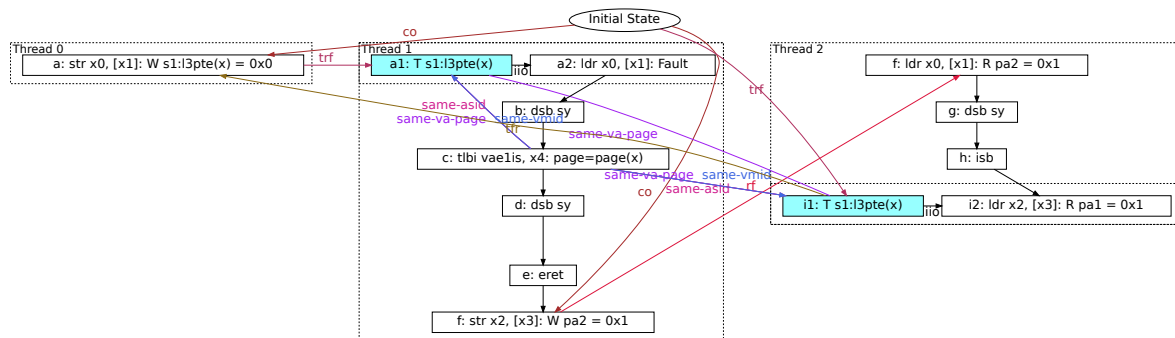 Initial State
Thread 0
Thread 1
Thread 2
co
a: str x0, [x1]: W s1:l3pte(x) = 0x0
trf
a1: T s1:l3pte(x)
iio
a2: ldr x0, [x1]: Fault
f: ldr x0, [x1]: R pa2 = 0x1
trf
same-asid
b: dsb sy
g: dsb sy
same-va-page
same-vmid
tfr
same-va-page
c: tlbi vae1is, x4: page=page(x)
h: isb
same-va-page
same-vmid
co
same-asid
rf
d: dsb sy
i1: T s1:l3pte(x)
iio
i2: ldr x2, [x3]: R pa1 = 0x1
e: eret
f: str x2, [x3]: W pa2 = 0x1